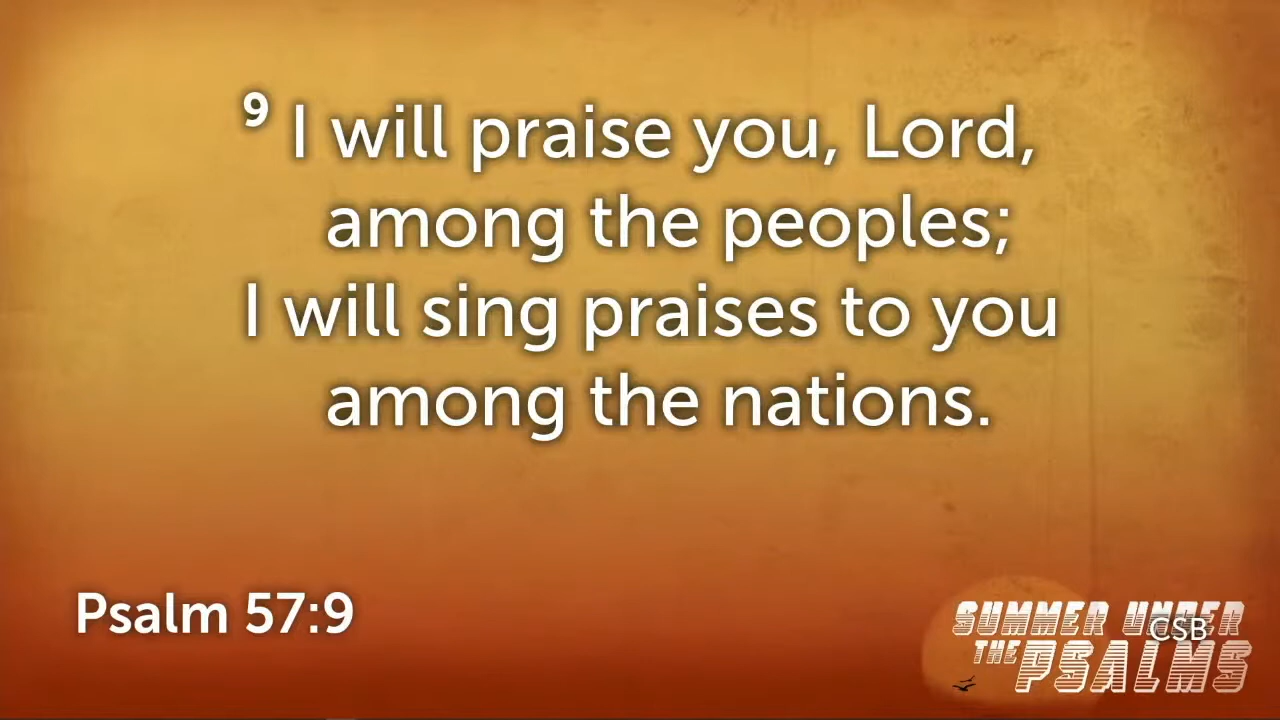 9 I will praise you, Lord,
among the peoples;
I will sing praises to you
among the nations.
Psalm 57:9
SUMMER UNDER
CSB
THE PSALMS